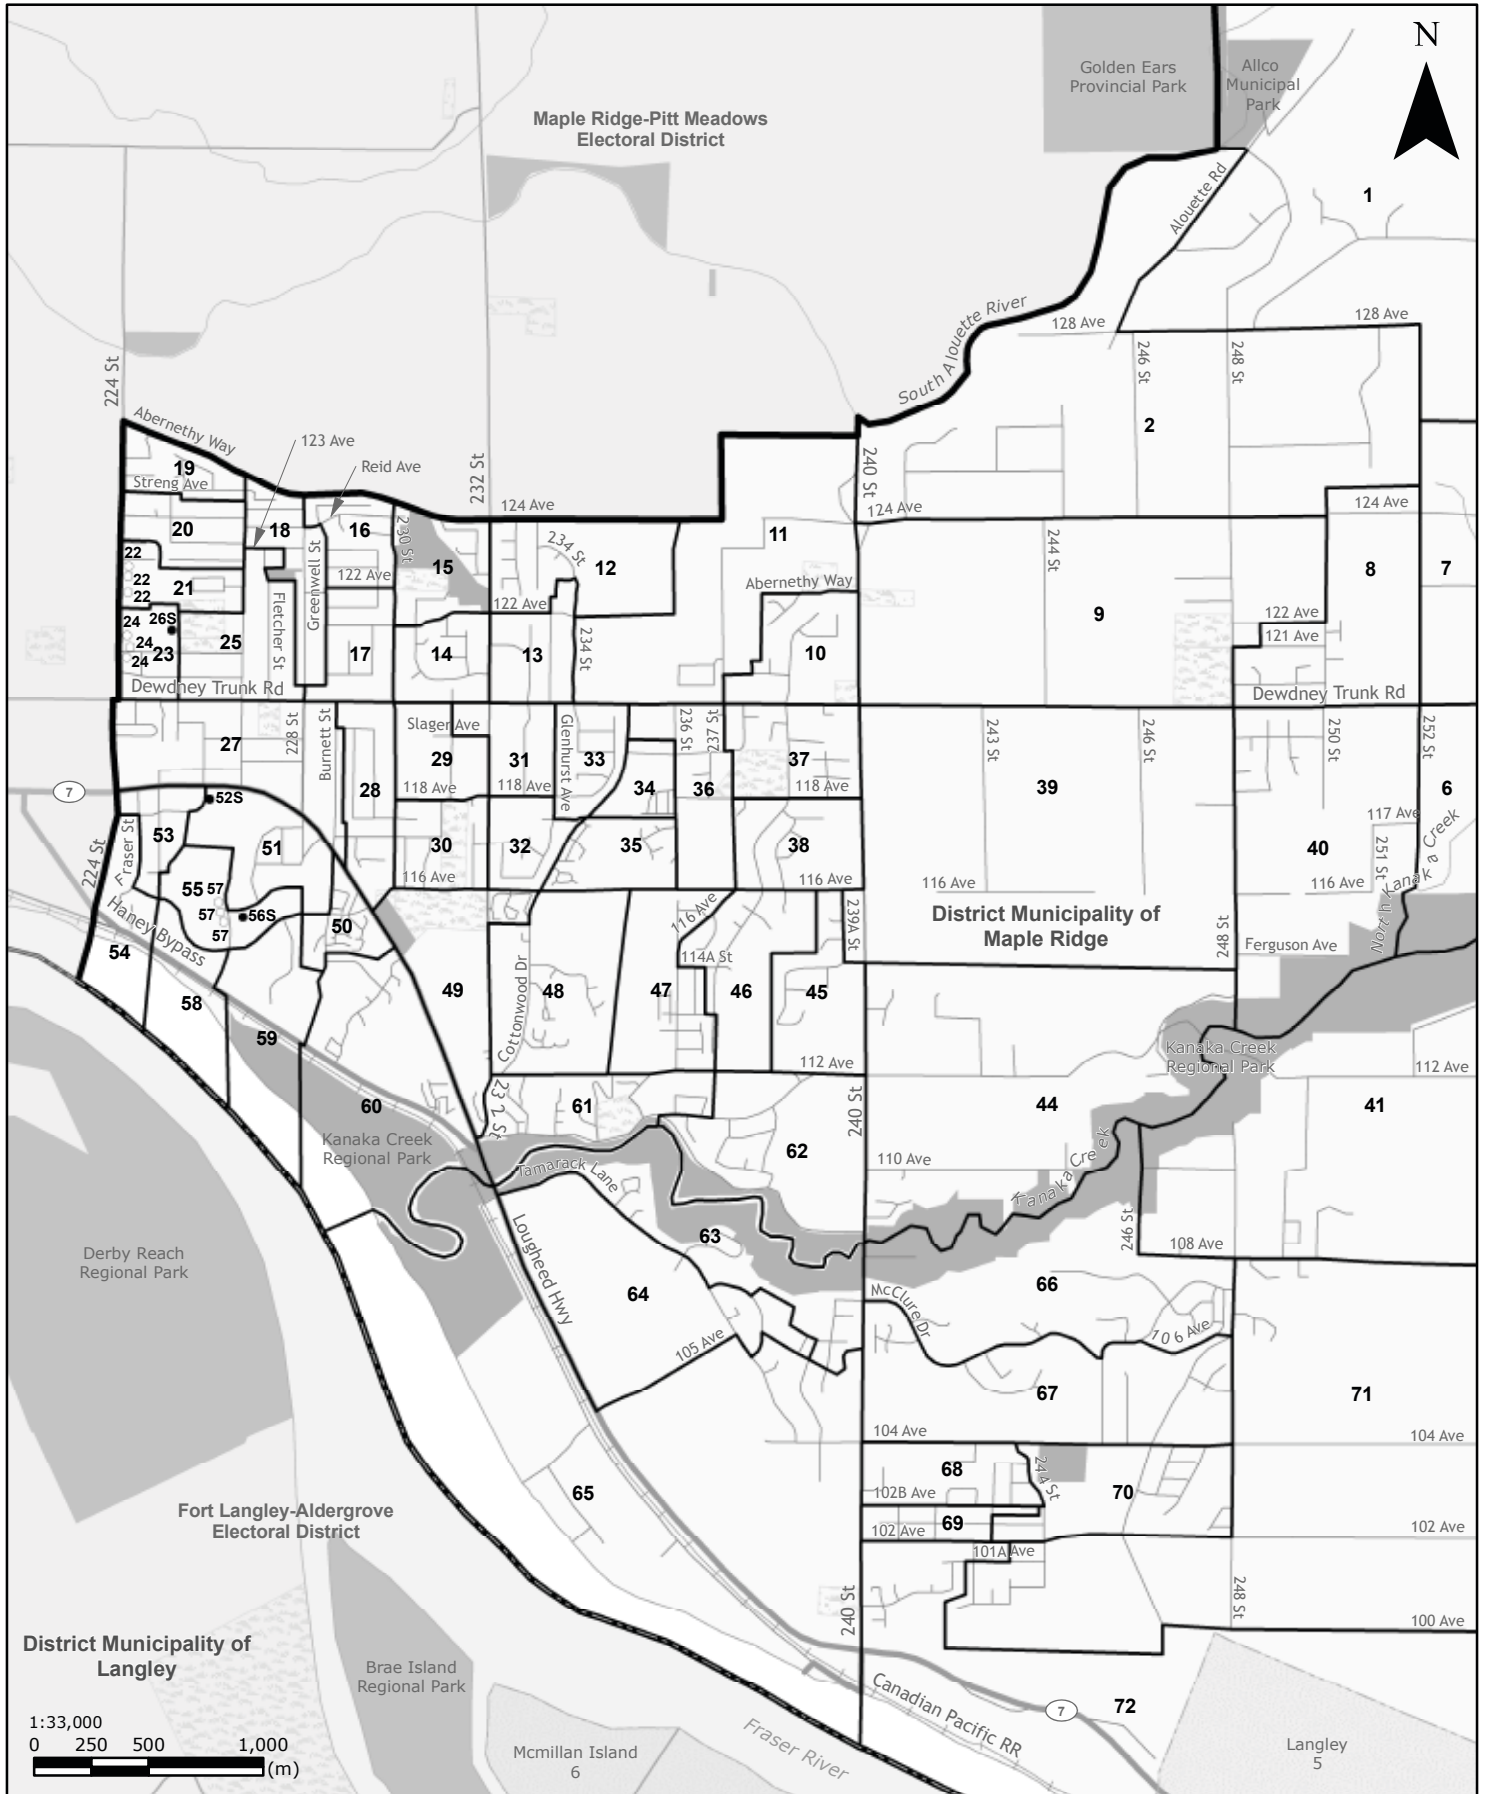 N
Golden Ears
Provincial Park
Allco
Municipal
Park
Maple Ridge-Pitt Meadows
Electoral District
1
Alouette Rd
South Alouette River
128 Ave
128 Ave
224 St
246 St
248 St
Abernethy Way
123 Ave
Reid Ave
2
232 St
240 St
19
Streng Ave
124 Ave
124 Ave
124 Ave
20
18
16
230 St
11
234 St
244 St
22
15
12
8
7
22
21
122 Ave
Abernethy Way
22
Fletcher St
Greenwell St
122 Ave
9
122 Ave
24
26S
25
234 St
121 Ave
24
23
17
14
13
10
24
Dewdney Trunk Rd
Dewdney Trunk Rd
27
228 St
Burnett St
Slager Ave
Glenhurst Ave
236 St
237 St
243 St
246 St
250 St
252 St
29
31
33
37
28
118 Ave
118 Ave
34
36
118 Ave
39
6
7
52S
117 Ave
Fraser St
53
51
30
32
35
38
40
251 St
North Kanaka Creek
224 St
116 Ave
116 Ave
116 Ave
116 Ave
55
57
57
56S
57
50
116 Ave
239A St
District Municipality of
Maple Ridge
248 St
Ferguson Ave
Haney Bypass
54
114A St
58
49
Cottonwood Dr
48
47
46
45
59
112 Ave
Kanaka Creek
Regional Park
112 Ave
232 St
240 St
60
61
44
41
Kanaka Creek
Regional Park
62
110 Ave
Kanaka Creek
Tamarack Lane
246 St
108 Ave
63
Derby Reach
Regional Park
Lougheed Hwy
64
66
McClure Dr
106 Ave
105 Ave
67
71
104 Ave
104 Ave
68
244 St
70
102B Ave
65
Fort Langley-Aldergrove
Electoral District
69
102 Ave
102 Ave
101A Ave
240 St
248 St
100 Ave
District Municipality of
Langley
Brae Island
Regional Park
Canadian Pacific RR
7
72
1:33,000
0 250 500 1,000
(m)
Mcmillan Island
6
Fraser River
Langley
5